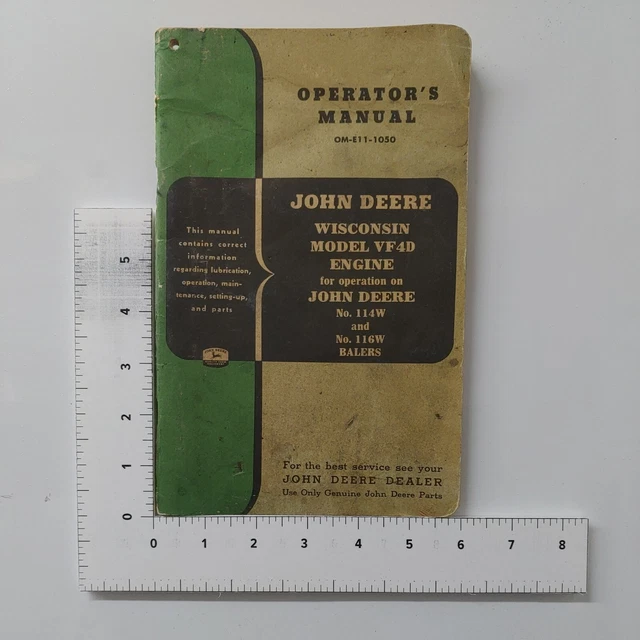 OPERATOR'S
MANUAL
OM-E11-1050
This manual
contains correct
information
regarding lubrication,
operation, main-
tenance, setting-up,
and parts
JOHN DEERE
WISCONSIN
MODEL VF4D
ENGINE
for operation on
JOHN DEERE
No. 114W
and
No. 116W
BALERS
For the best service see your
JOHN DEERE DEALER
Use Only Genuine John Deere Parts
5
4
3
2
1
0
0 1 2 3 4 5 6 7 8